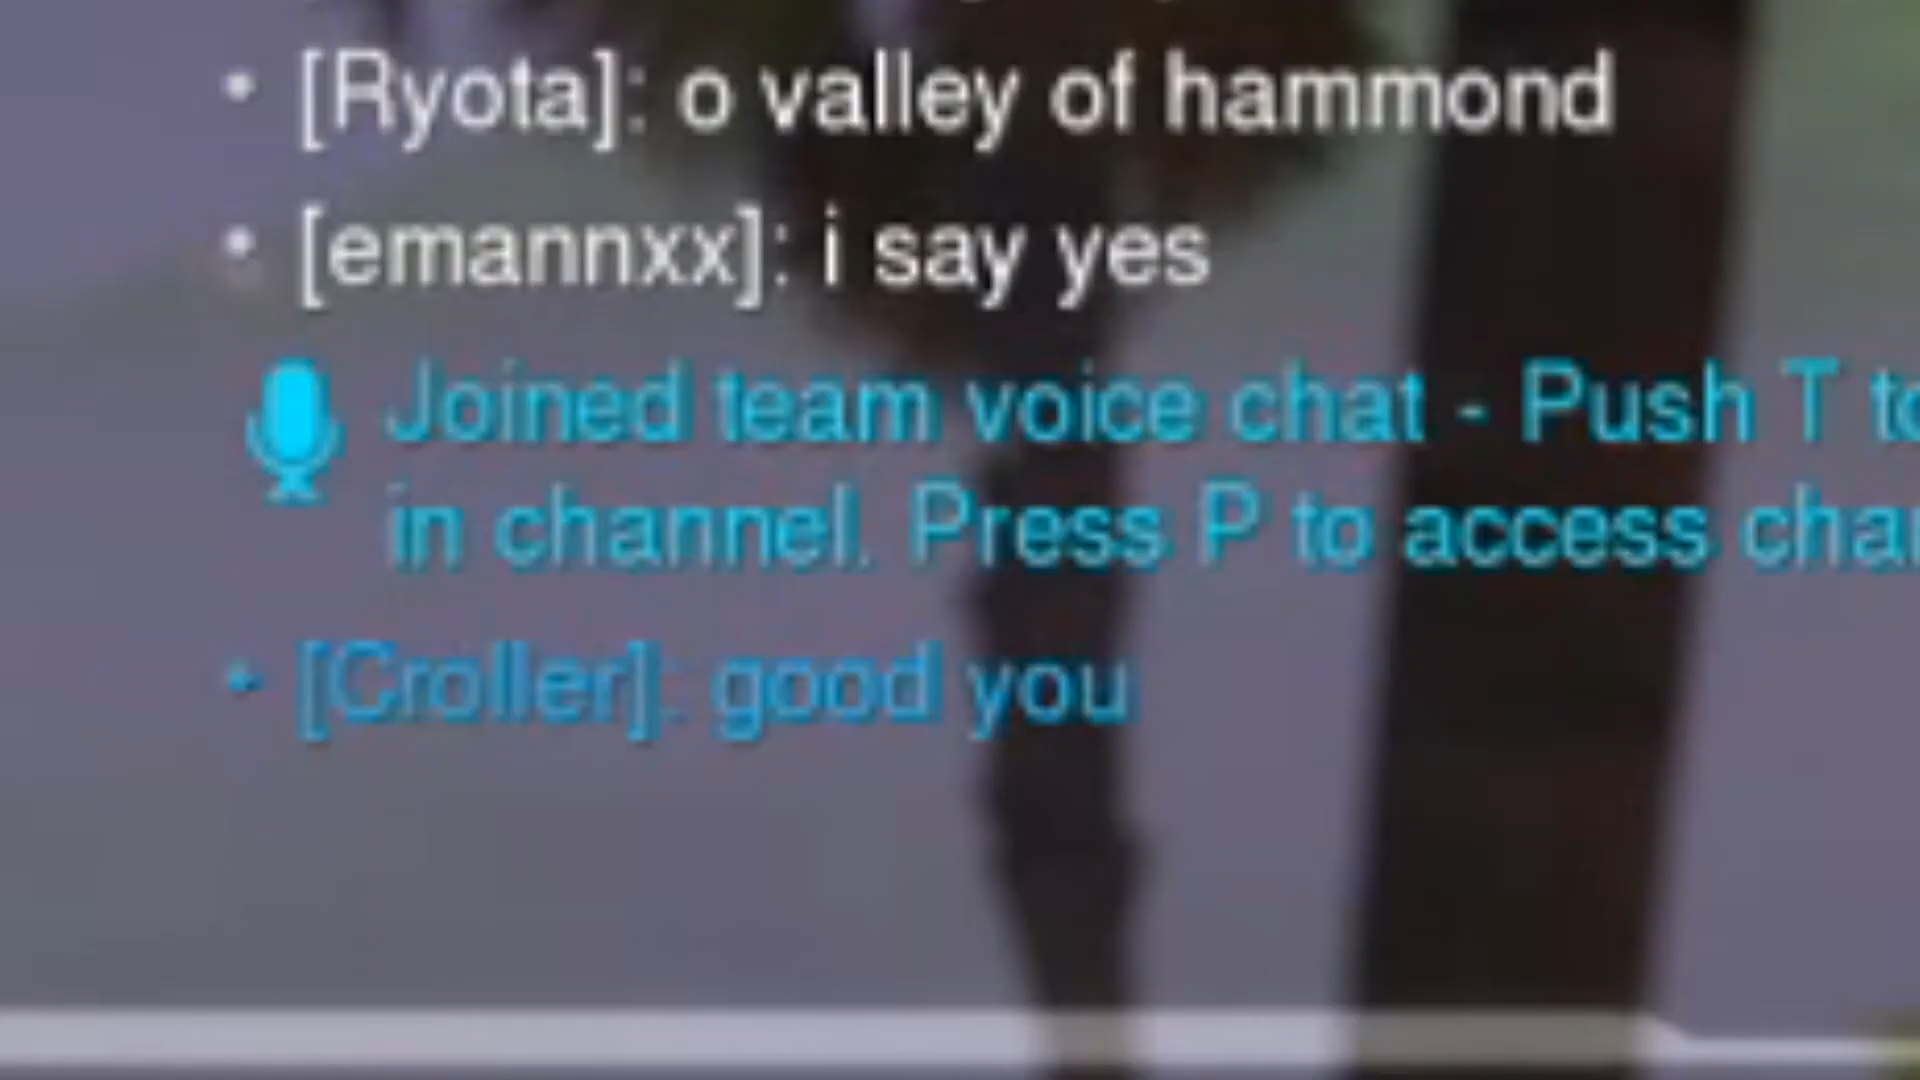 • [Ryota]: o valley of hammond
• [emannxx]: i say yes
Joined team voice chat - Push T to
in channel. Press P to access
• [Croller]: good you